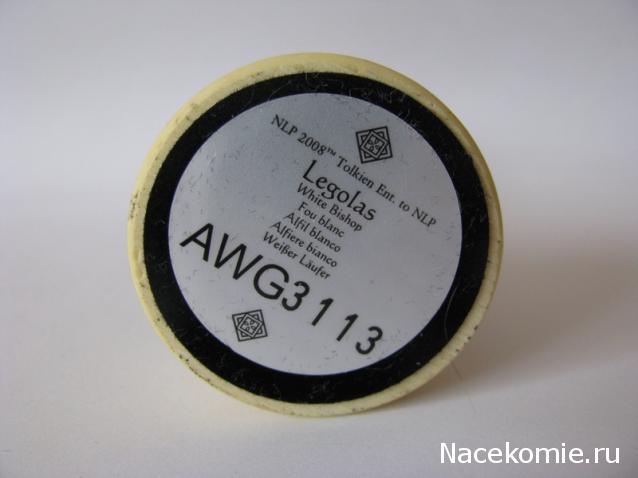 NLP 2008™ Tolkien Ent. to NLP
Legolas
White Bishop
Fou blanc
Alfil blanco
Alfiere bianco
Weißer Läufer
AWG3113
Nacekomie.ru